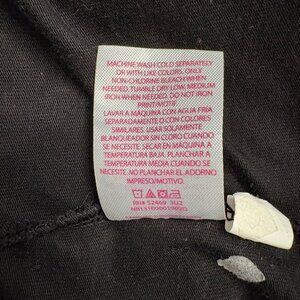 MACHINE WASH COLD SEPARATELY
OR WITH LIKE COLORS, ONLY
NON-CHLORINE BLEACH WHEN
NEEDED. TUMBLE DRY LOW, MEDIUM
IRON WHEN NEEDED. DO NOT IRON
PRINT/MOTIF.
LAVAR A MAQUINA CON AGUA FRIA
SEPARADAMENTE O CON COLORES
SIMILARES. USAR SOLAMENTE
BLANQUEADOR SIN CLORO CUANDO
SE NECESITE. SECAR EN MAQUINA A
TEMPERATURA BAJA. PLANCHAR A
TEMPERATURA MEDIA CUANDO SE
NECESITE. NO PLANCHAR EL ADORNO
IMPRESO/MOTIVO.
RN# 52469 3U2